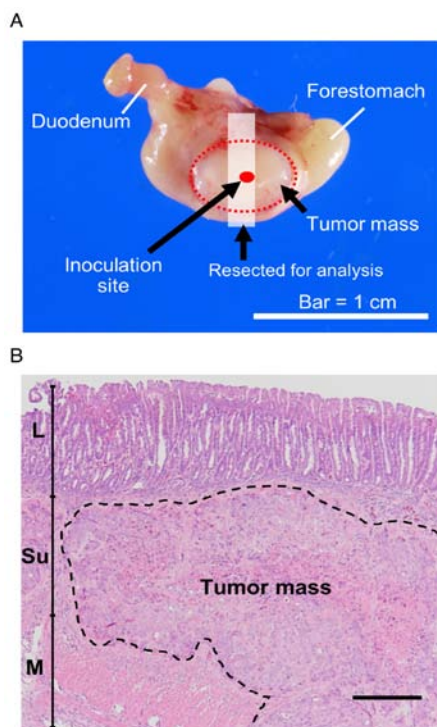 A
Duodenum
Forestomach
Tumor mass
Inoculation
site
Resected for analysis
Bar = 1 cm
B
L
Su
Tumor mass
M